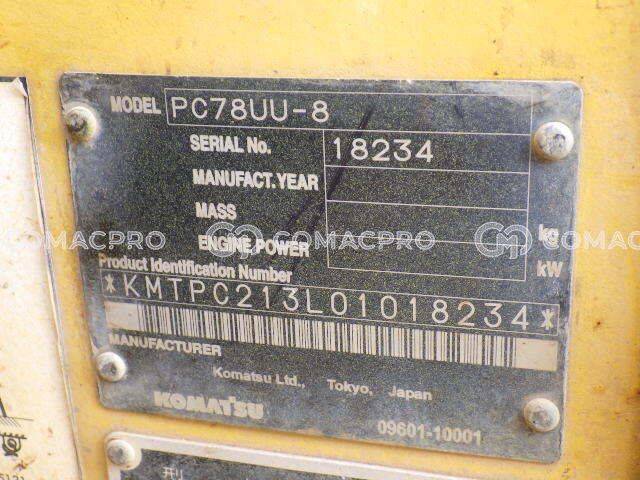 MODEL PC78UU-8
SERIAL No. 18234
MANUFACT. YEAR
MASS kg
ENGINE POWER kW
Product Identification Number
*KMTPC213L01018234*
MANUFACTURER
Komatsu Ltd., Tokyo, Japan
KOMATSU 09601-10001
COMACPRO COMACPRO COMACPRO